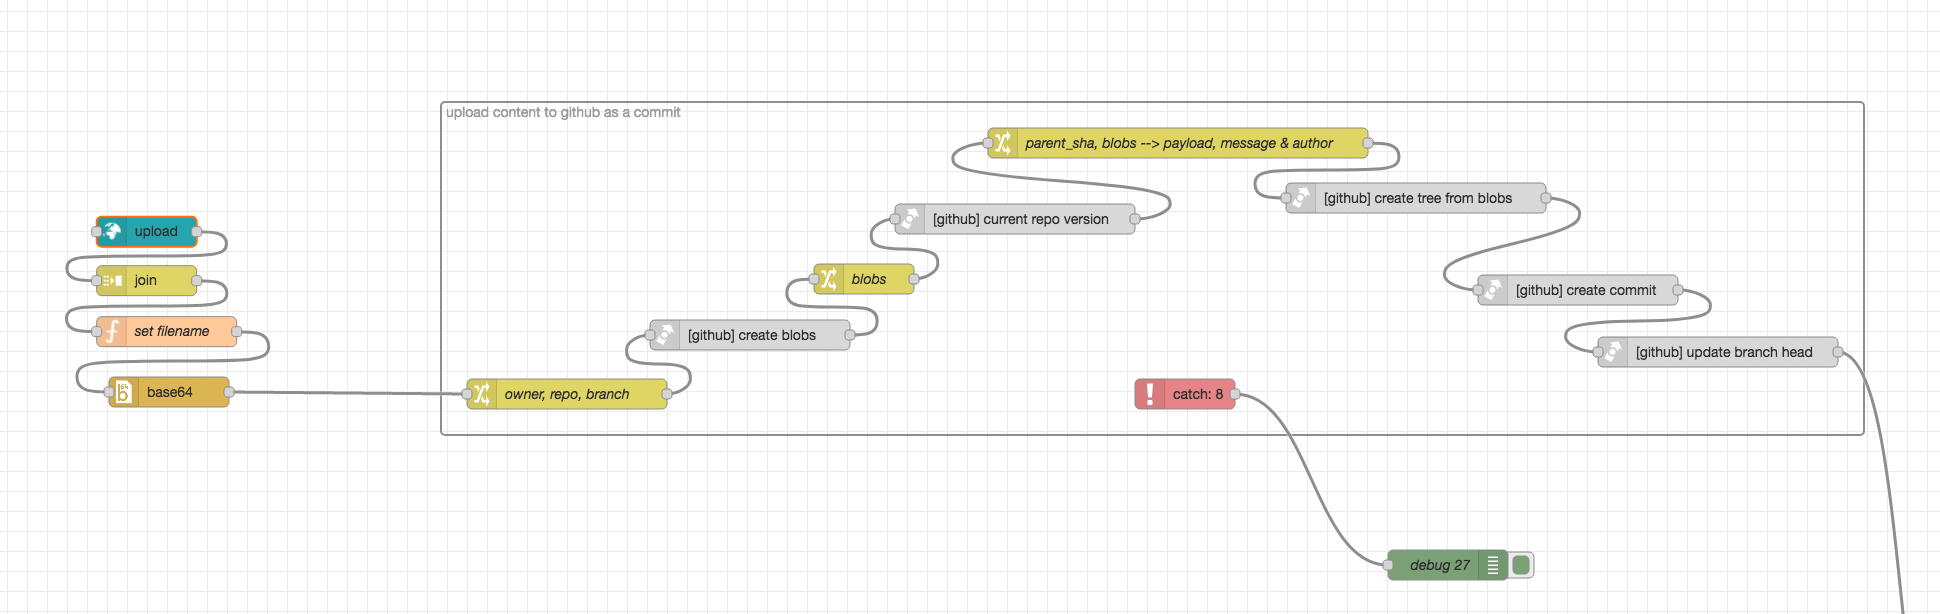 upload content to github as a commit
parent_sha, blobs --> payload, message & author
[github] create tree from blobs
[github] current repo version
upload
join
blobs
[github] create commit
set filename
[github] create blobs
[github] update branch head
64
base64
owner, repo, branch
catch: 8
debug 27